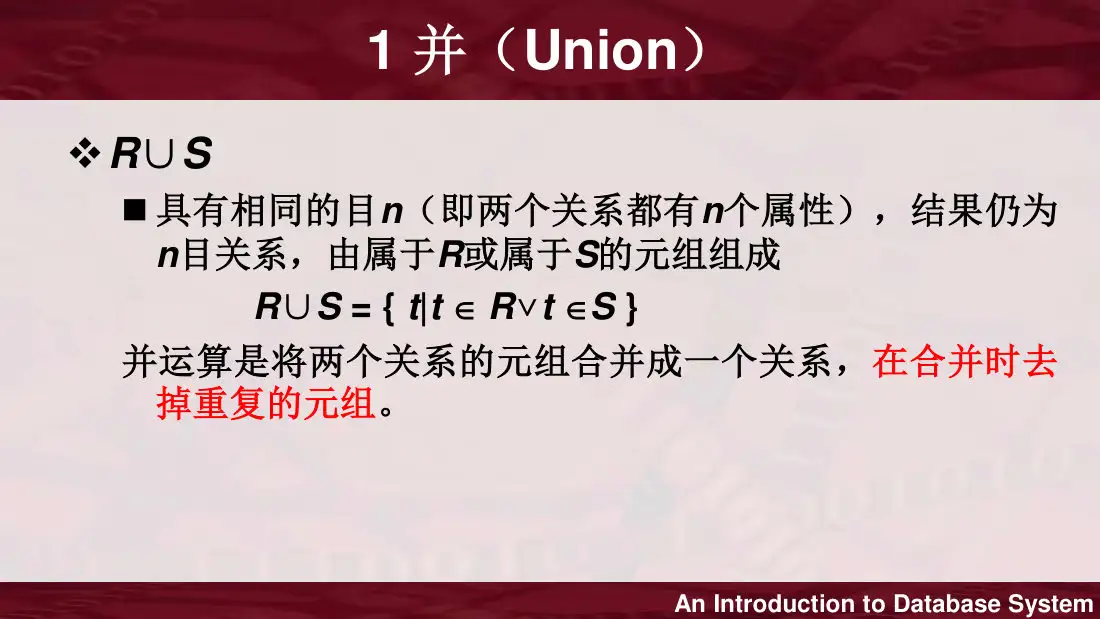 1 并（Union）
R∪S
具有相同的目n（即两个关系都有n个属性），结果仍为
n目关系，由属于R或属于S的元组组成
R∪S = { t|t ∈ R∨t ∈S }
并运算是将两个关系的元组合并成一个关系，在合并时去
掉重复的元组。
An Introduction to Database System